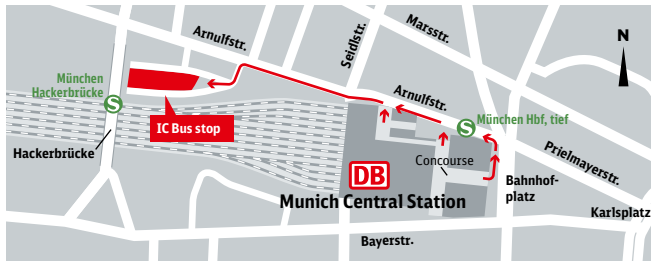 Arnulfstr.
Seidlstr.
Marsstr.
N
München
Hackerbrücke
S
IC Bus stop
Hackerbrücke
Arnulfstr.
S
München Hbf, tief
Prielmayerstr.
DB
Concourse
Munich Central Station
Bahnhof-
platz
Karlsplatz
Bayerstr.